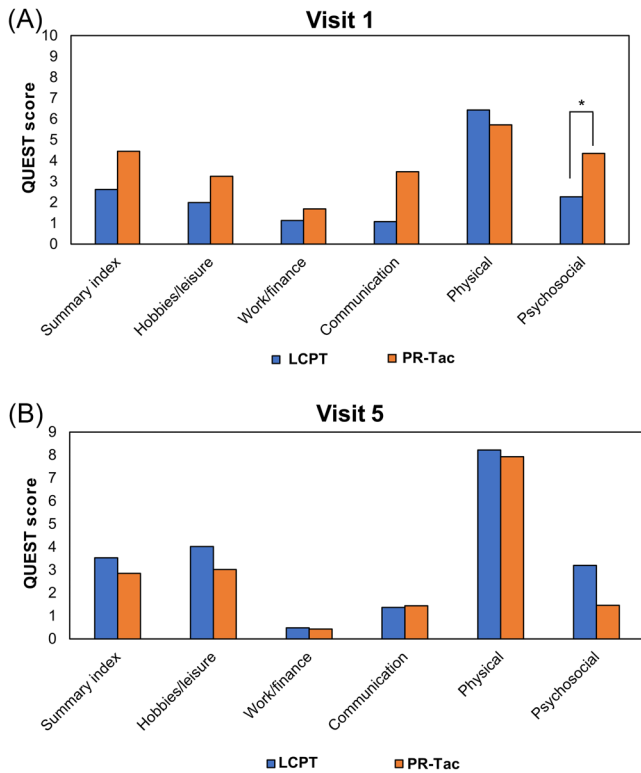 (A)
Visit 1
QUEST score
10
9
8
7
6
5
4
3
2
1
0
*
Summary index
Hobbies/leisure
Work/finance
Communication
Physical
Psychosocial
LCPT PR-Tac
(B)
Visit 5
QUEST score
9
8
7
6
5
4
3
2
1
0
Summary index
Hobbies/leisure
Work/finance
Communication
Physical
Psychosocial
LCPT PR-Tac